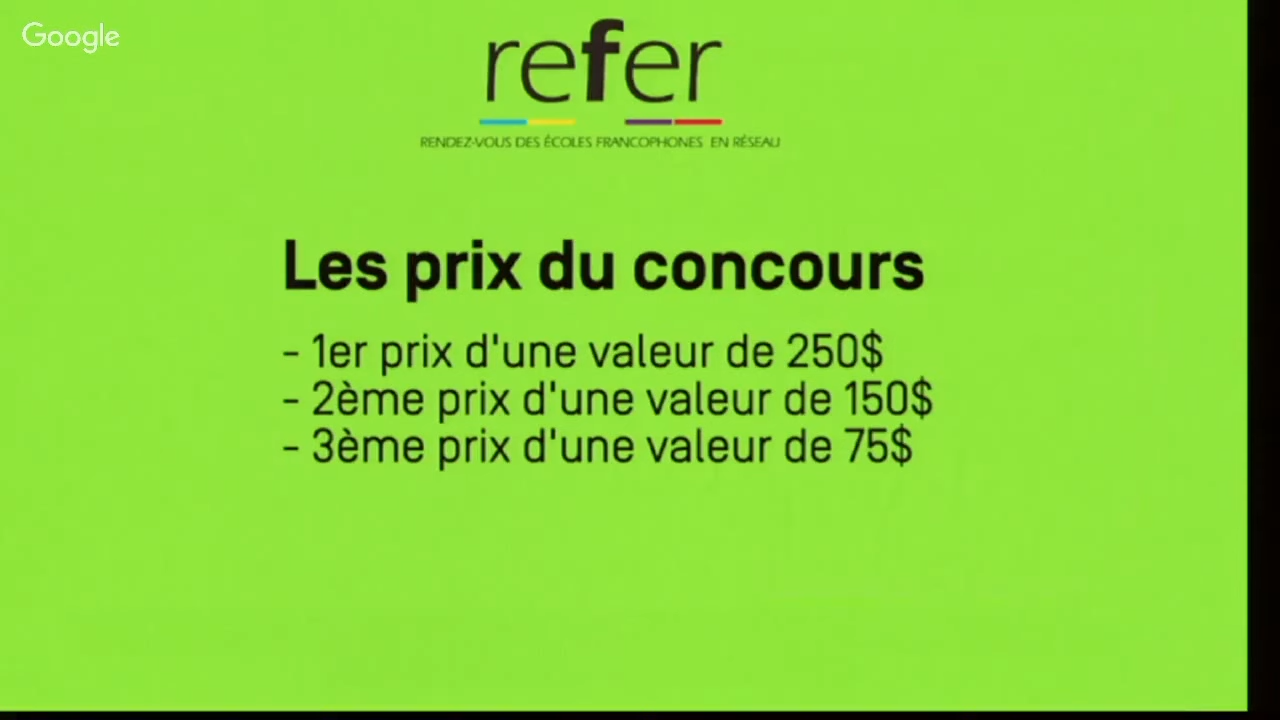 Google
refer
RENDEZ-VOUS DES ÉCOLES FRANCOPHONES EN RÉSEAU
Les prix du concours
- 1er prix d'une valeur de 250$
- 2ème prix d'une valeur de 150$
- 3ème prix d'une valeur de 75$